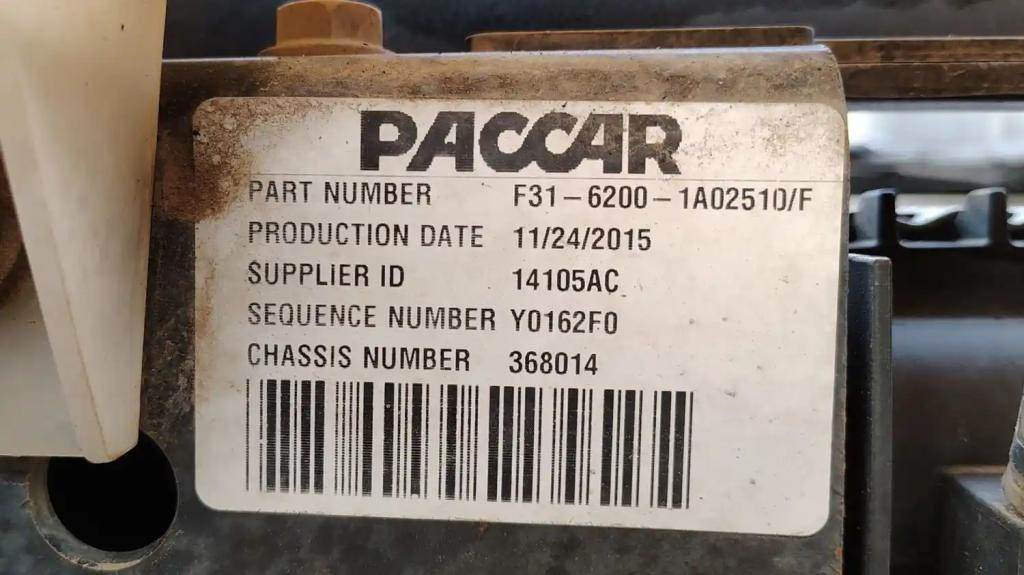 PACCAR
PART NUMBER F31-6200-1A02510/F
PRODUCTION DATE 11/24/2015
SUPPLIER ID 14105AC
SEQUENCE NUMBER Y0162F0
CHASSIS NUMBER 368014